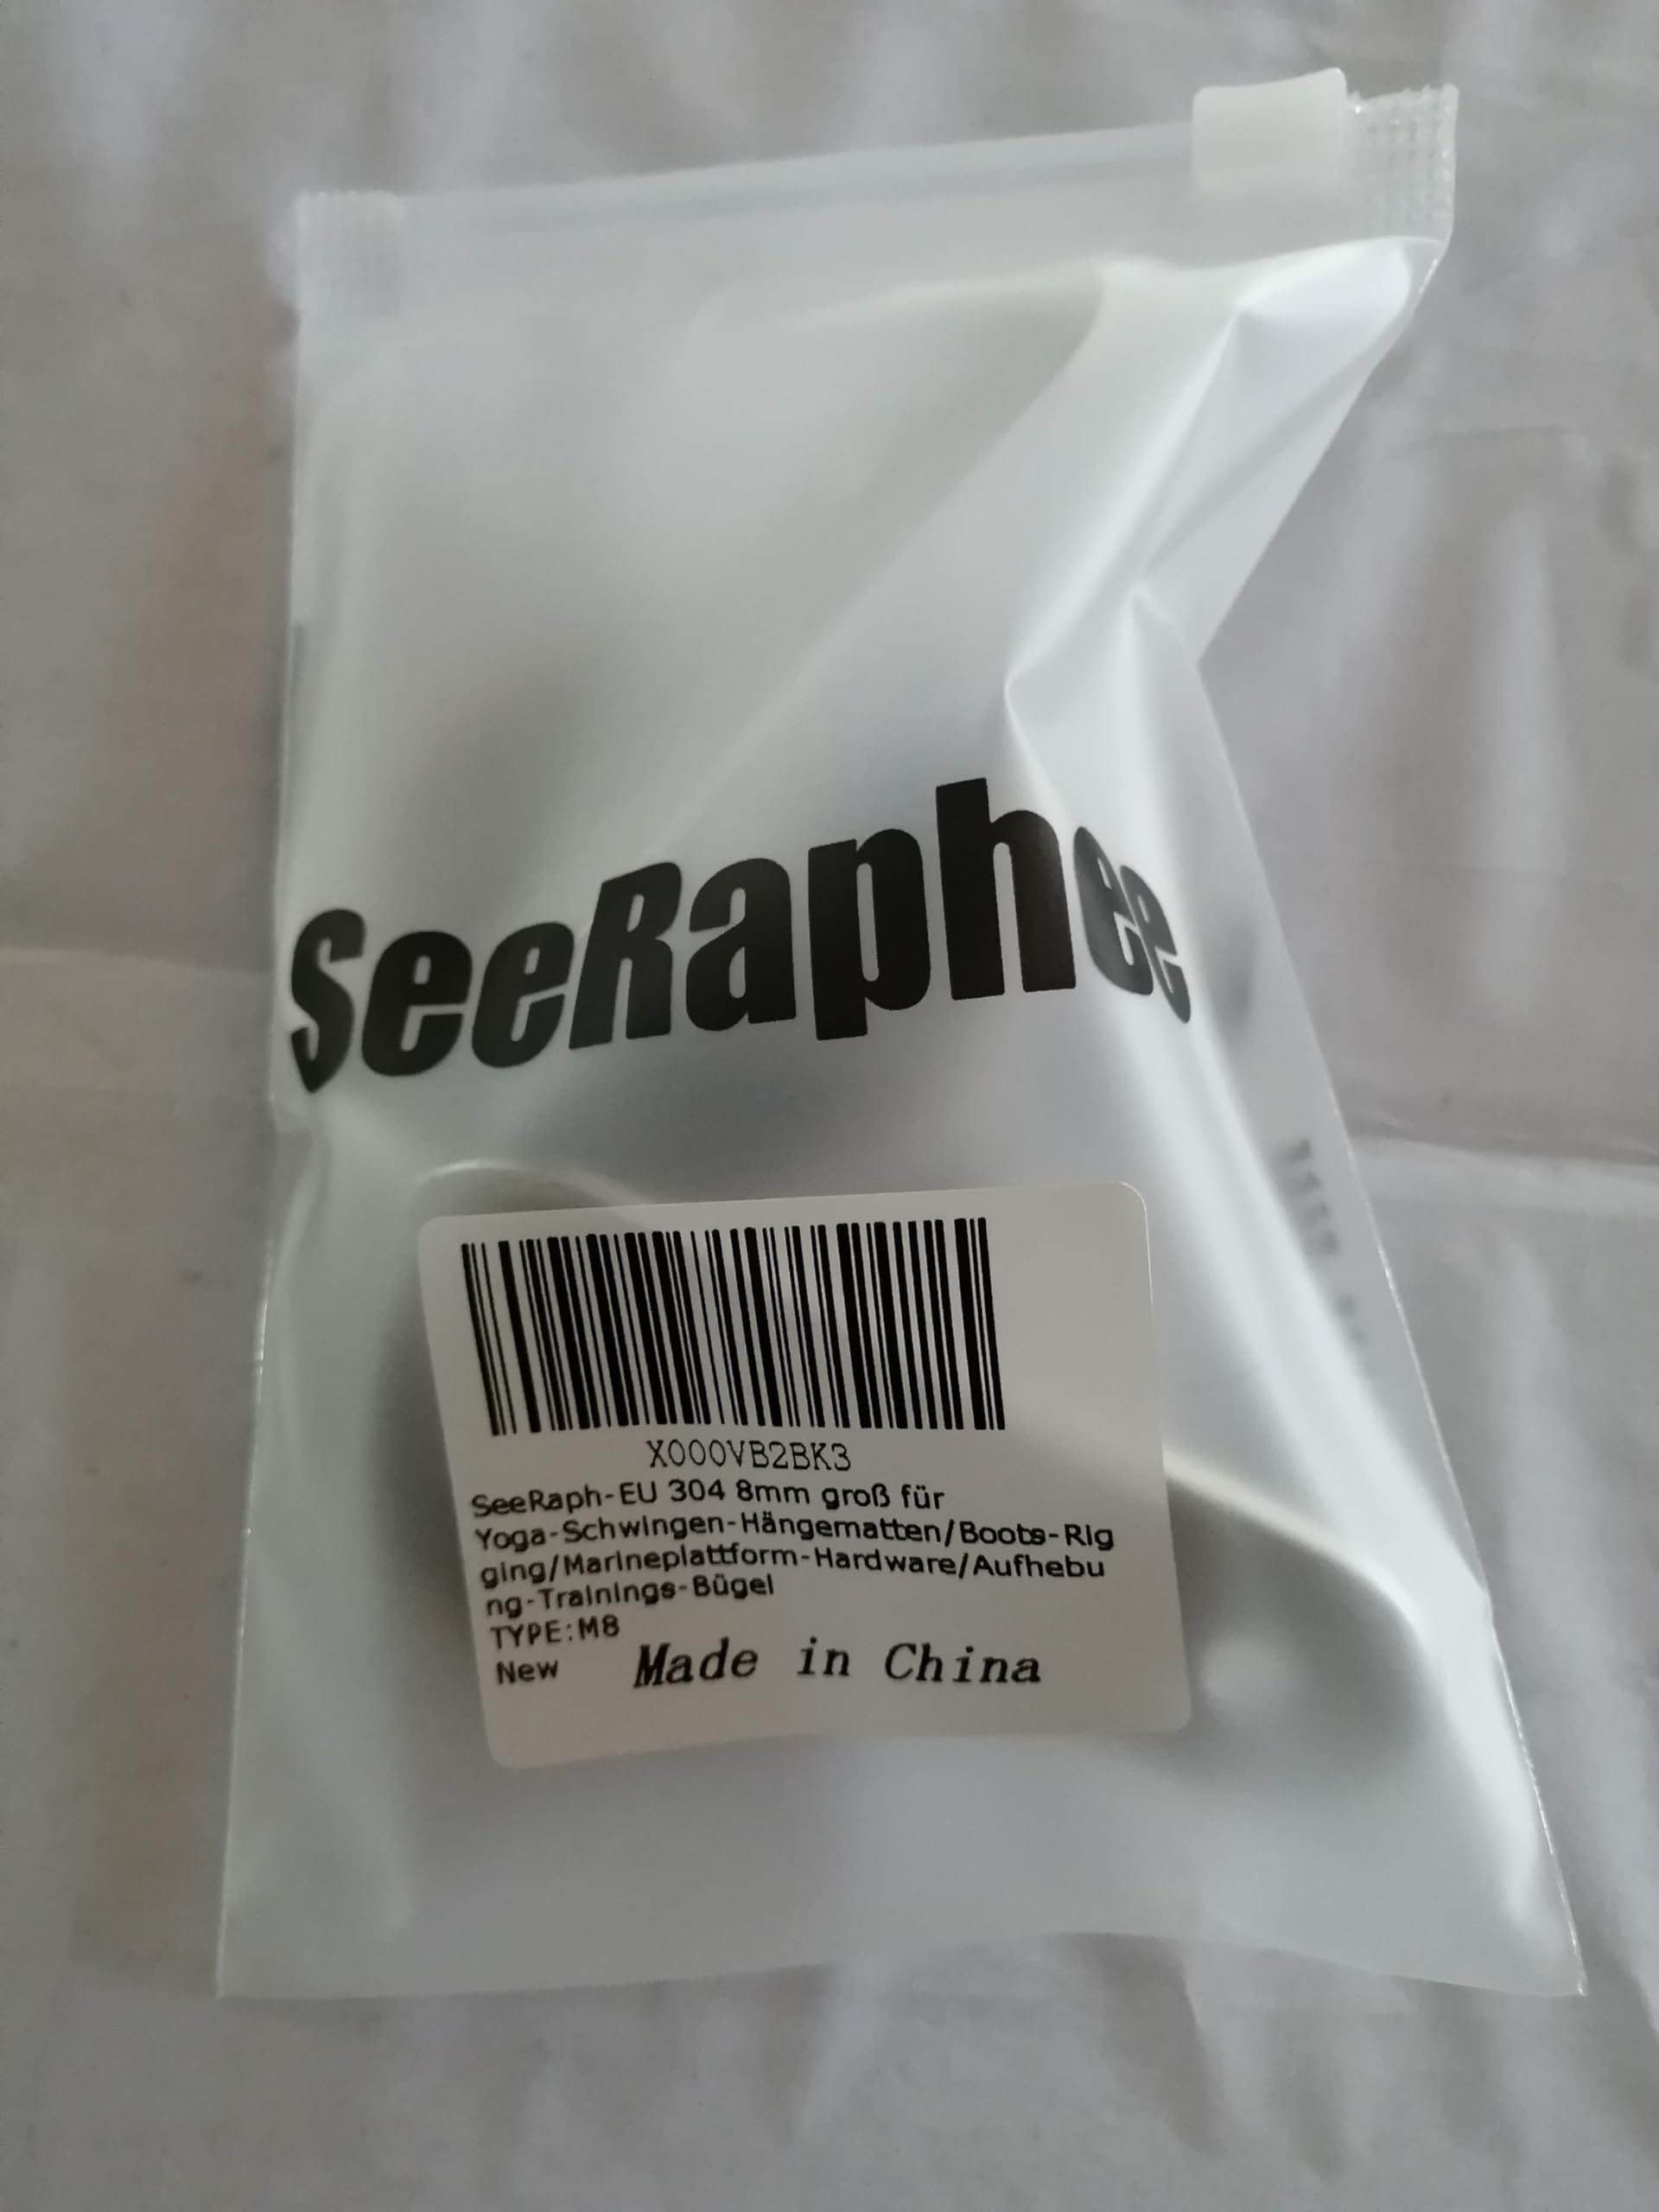 SeeRaphee
X000VB2BK3
SeeRaph-EU 304 8mm groß für
Yoga-Schwingen-Hängematten/Boots-Rig
ging/Marineplattform-Hardware/Aufhebu
ng-Trainings-Bügel
TYPE:M8
New Made in China